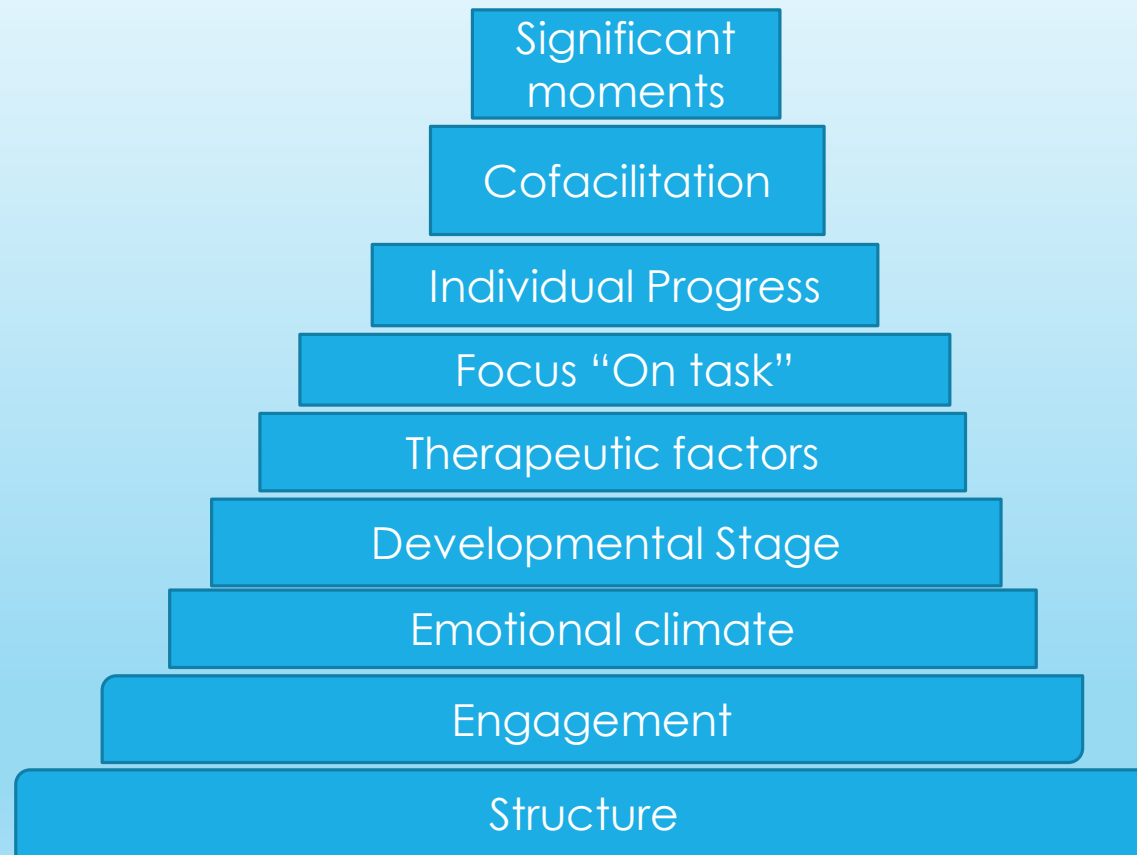 Significant
moments
Cofacilitation
Individual Progress
Focus “On task”
Therapeutic factors
Developmental Stage
Emotional climate
Engagement
Structure